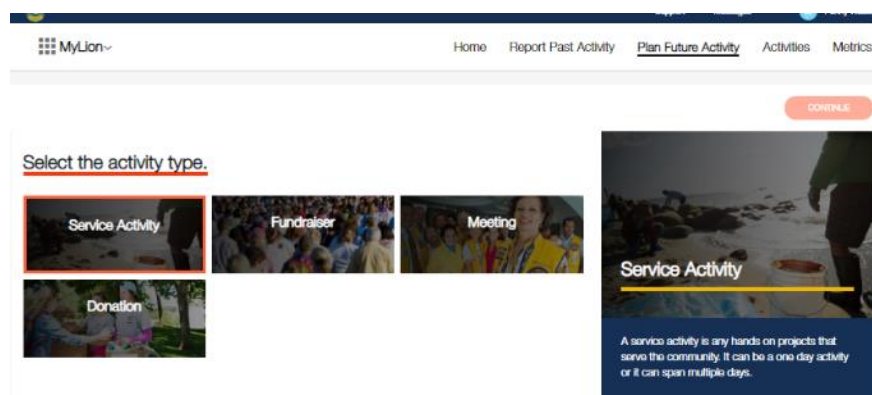 MyLion
Home Report Past Activity Plan Future Activity Activities Metrics
CONTINUE
Select the activity type.
Service Activity Fundraiser Meeting
Donation
Service Activity
A service activity is any hands on projects that
serve the community. It can be a one day activity
or it can span multiple days.